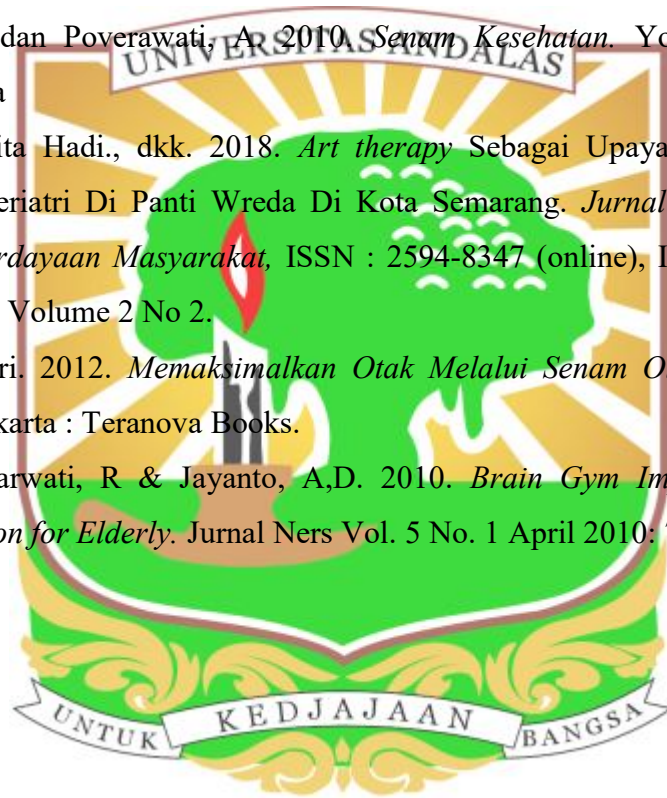 dan Poverawati, A. 2010. Senam Kesehatan. Yo
UNIVERSITAS ANDALAS
a
ita Hadi., dkk. 2018. Art therapy Sebagai Upaya
eriatri Di Panti Wreda Di Kota Semarang. Jurnal
rdayaan Masyarakat, ISSN : 2594-8347 (online), I
Volume 2 No 2.
ri. 2012. Memaksimalkan Otak Melalui Senam O
karta : Teranova Books.
arwati, R & Jayanto, A,D. 2010. Brain Gym Im
on for Elderly. Jurnal Ners Vol. 5 No. 1 April 2010:
UNTUK KEDJAJAAN BANGSA